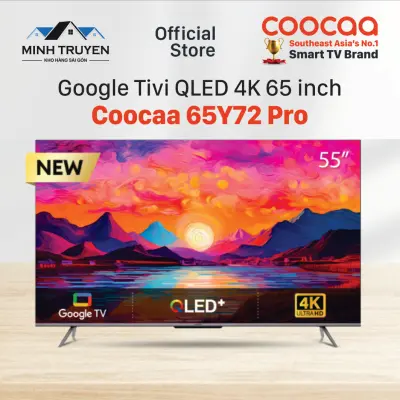 MINH TRUYEN
KHO HÀNG SÀI GÒN
Official
Store
coocaa
Southeast Asia's No.1
Smart TV Brand
Google Tivi QLED 4K 65 inch
Coocaa 65Y72 Pro
NEW
55"
Google TV
QLED+
4K
ULTRA HD